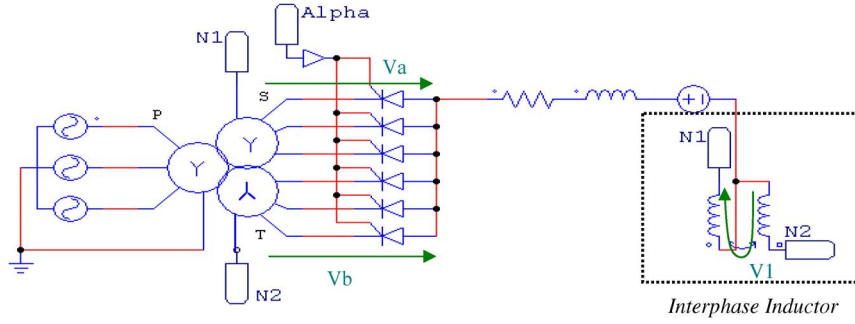 Alpha
N1
Va
P
S
Y
Y
T
N2
Vb
N1
N2
V1
Interphase Inductor